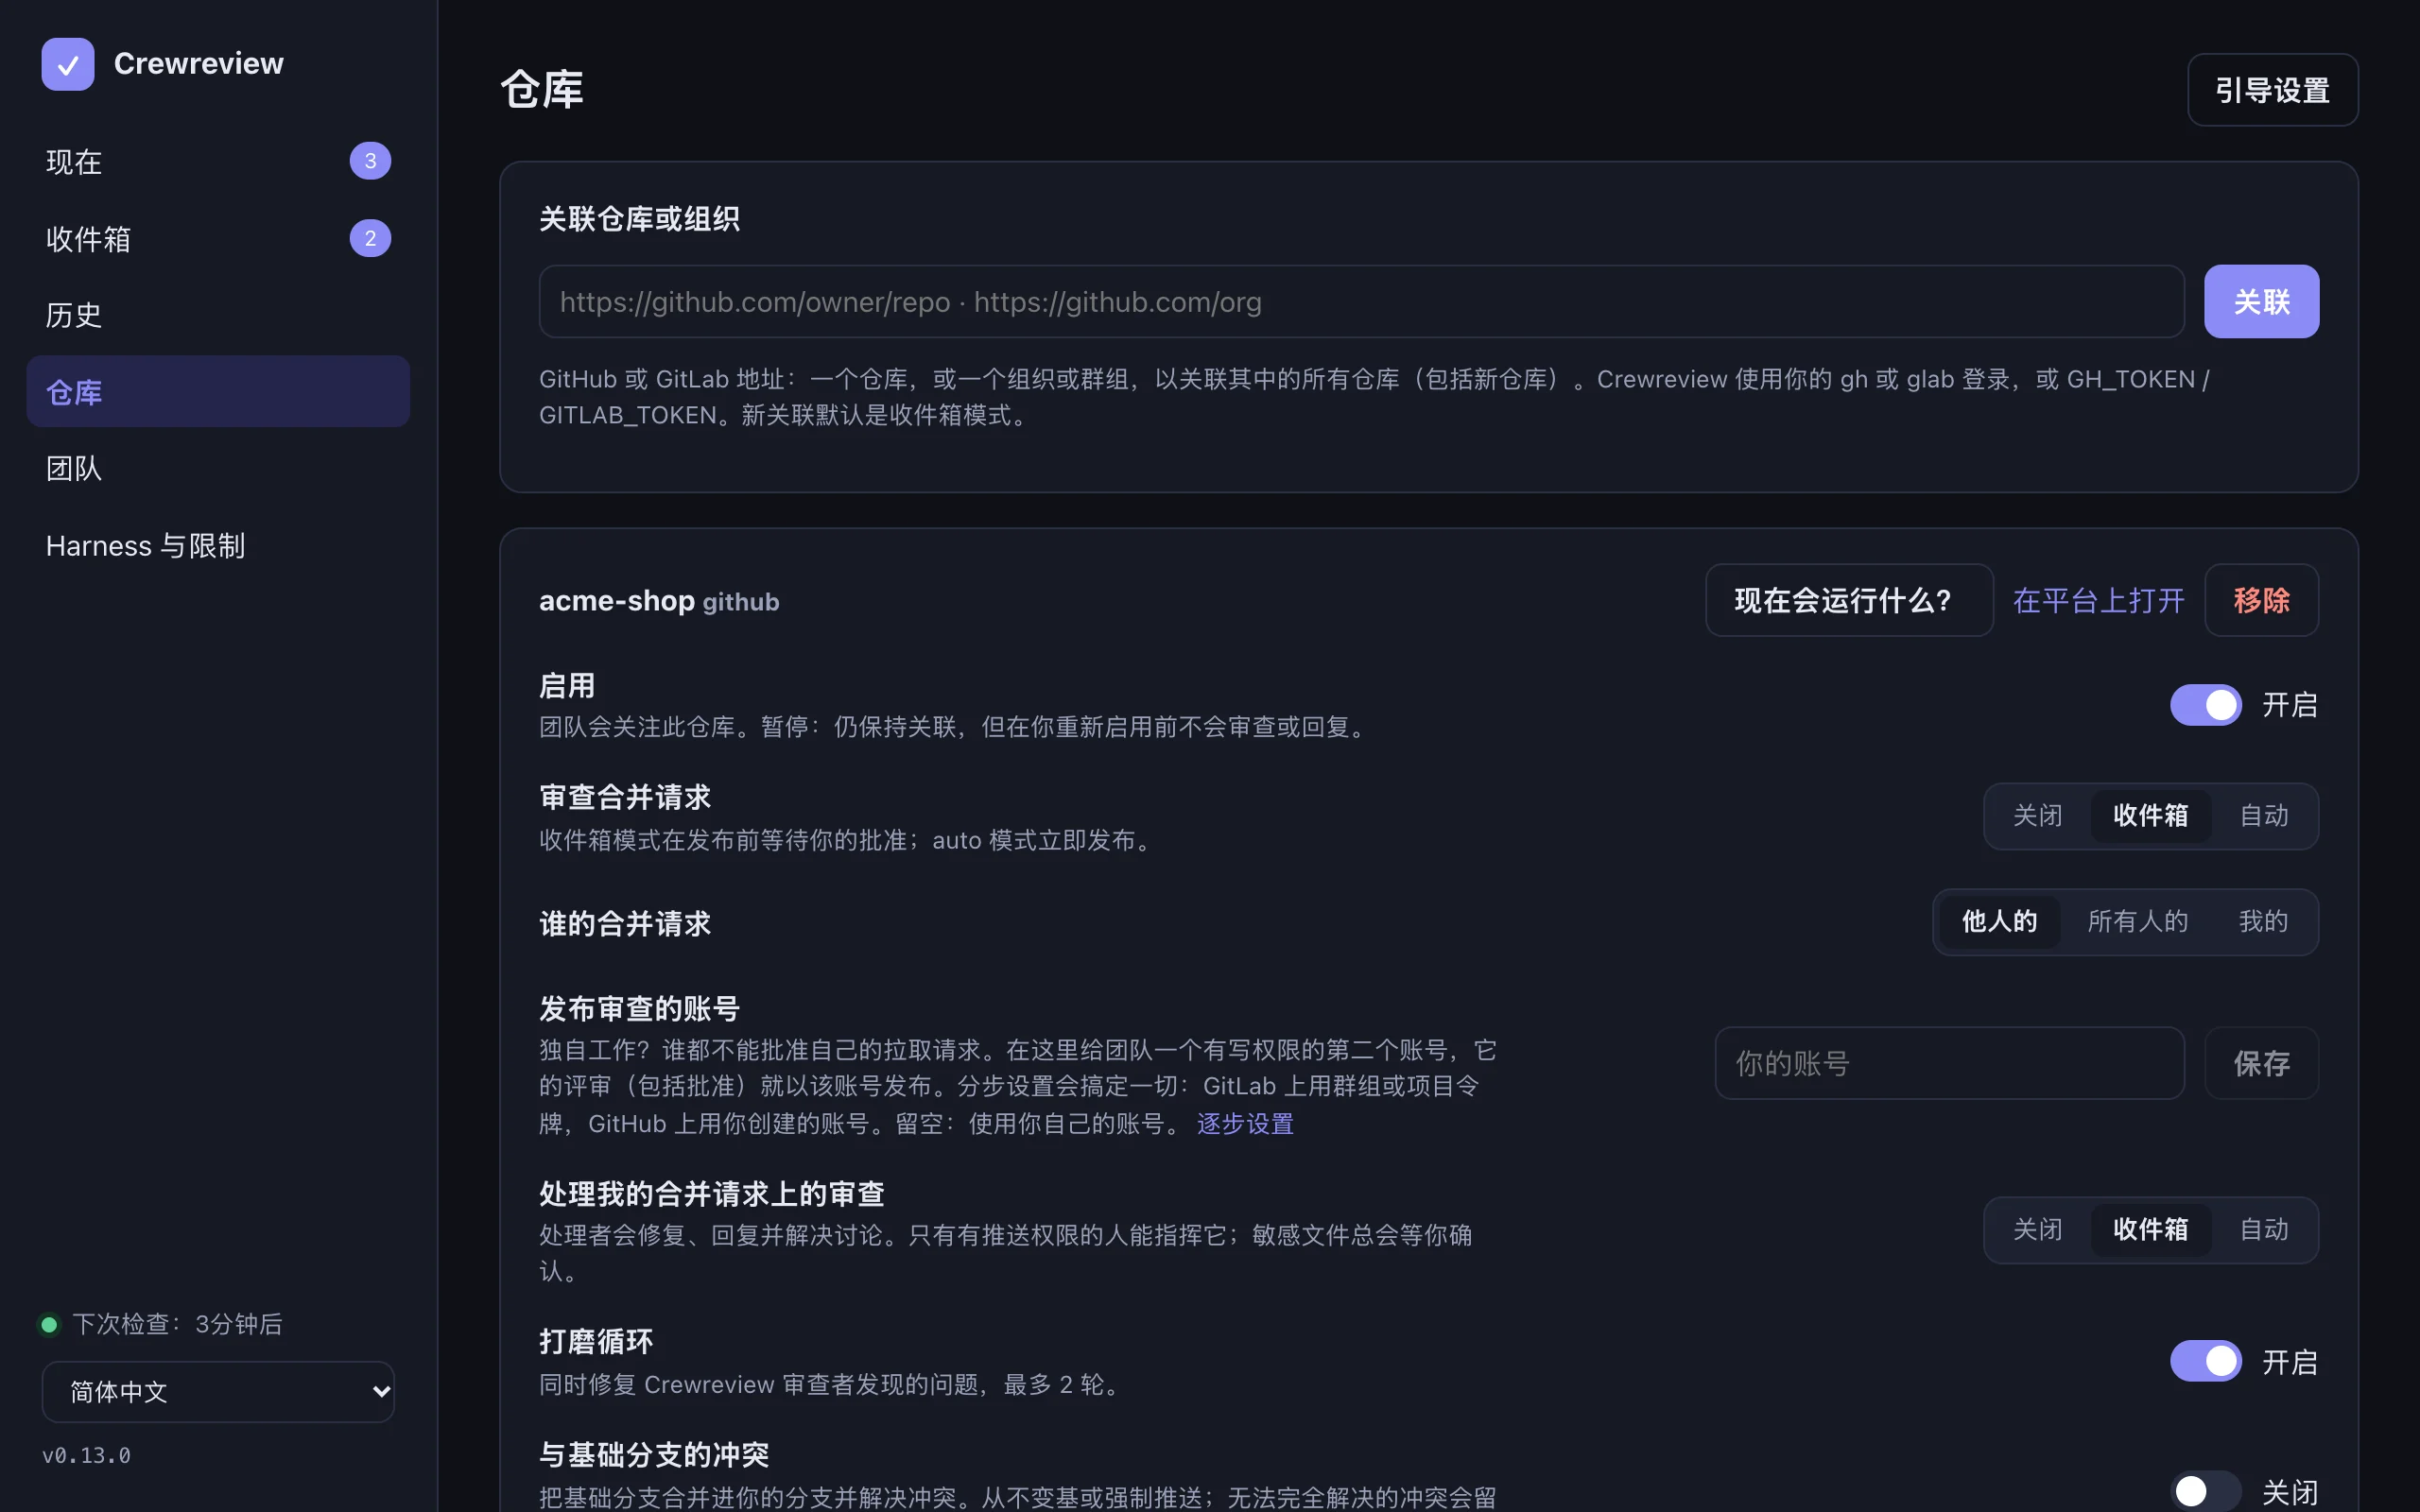 Crewreview
现在
3
收件箱
2
历史
仓库
团队
Harness 与限制
下次检查：3分钟后
简体中文
v0.13.0
仓库
引导设置
关联仓库或组织
https://github.com/owner/repo · https://github.com/org
关联
GitHub 或 GitLab 地址：一个仓库，或一个组织或群组，以关联其中的所有仓库（包括新仓库）。Crewreview 使用你的 gh 或 glab 登录，或 GH_TOKEN /
GITLAB_TOKEN。新关联默认是收件箱模式。
acme-shop github
现在会运行什么？
在平台上打开
移除
启用
团队会关注此仓库。暂停：仍保持关联，但在你重新启用前不会审查或回复。
开启
审查合并请求
收件箱模式在发布前等待你的批准；auto 模式立即发布。
关闭
收件箱
自动
谁的合并请求
他人的
所有人的
我的
发布审查的账号
独自工作？谁都不能批准自己的拉取请求。在这里给团队一个有写权限的第二个账号，它
的评审（包括批准）就以该账号发布。分步设置会搞定一切：GitLab 上用群组或项目令
牌，GitHub 上用你创建的账号。留空：使用你自己的账号。 逐步设置
你的账号
保存
处理我的合并请求上的审查
处理者会修复、回复并解决讨论。只有有推送权限的人能指挥它；敏感文件总会等你确
认。
关闭
收件箱
自动
打磨循环
同时修复 Crewreview 审查者发现的问题，最多 2 轮。
开启
与基础分支的冲突
把基础分支合并进你的分支并解决冲突。从不变基或强制推送；无法完全解决的冲突会留
关闭